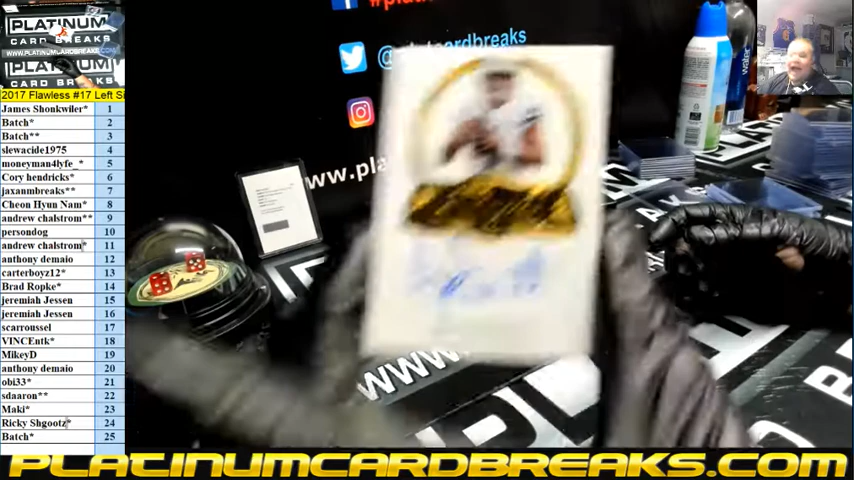 PLATINUM
CARD BREAKS
PLATINUM
CARD BREAKS
2017 Flawless #17 Left Si
James Shonkwiler* 1
Batch* 2
Batch** 3
slewacide1975 4
moneyman4lyfe_* 5
Cory hendricks* 6
jaxanmbreaks** 7
Cheon Hyun Nam* 8
andrew chalstrom** 9
persondog 10
andrew chalstrom* 11
anthony demaio 12
carterboyz12* 13
Brad Ropke* 14
jeremiah Jessen 15
jeremiah Jessen 16
scarroussel 17
VINCEntk* 18
MikeyD 19
anthony demaio 20
obi33* 21
sdaaron** 22
Maki* 23
Ricky Shgootz* 24
Batch* 25
cardbreaks
www.pla
www
water
PLATINUMCARDBREAKS.COM